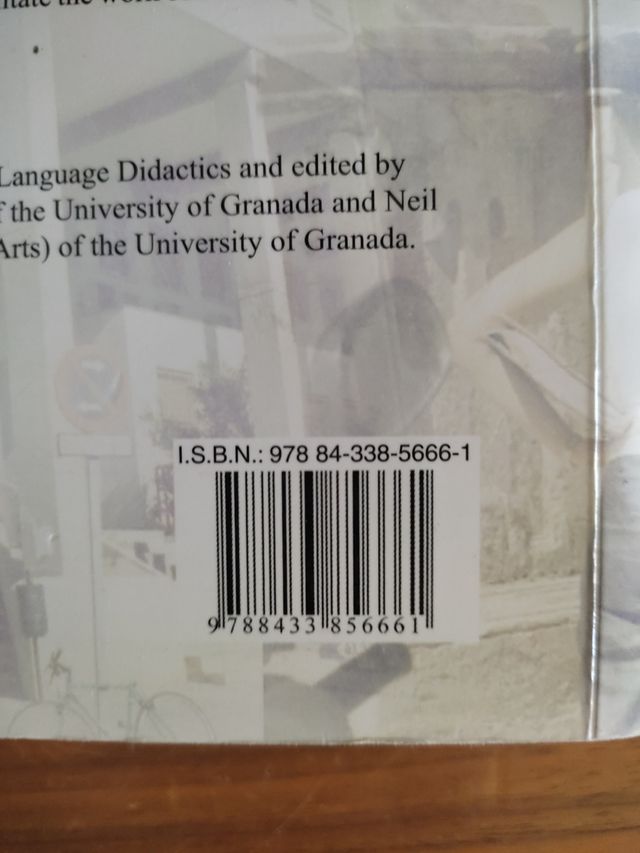 the
Language Didactics and edited by
the University of Granada and Neil
Arts) of the University of Granada.
I.S.B.N.: 978 84-338-5666-1
9 788433 856661